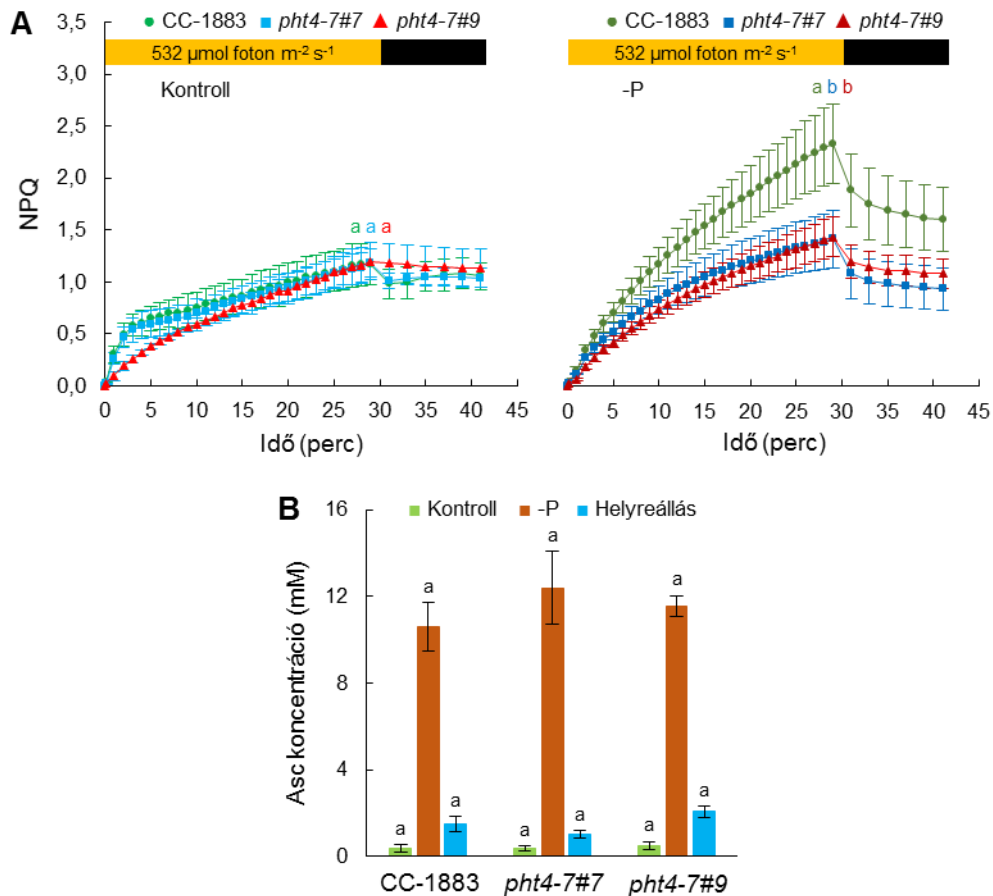 A
CC-1883 pht4-7#7 pht4-7#9
532 µmol foton m⁻² s⁻¹
Kontroll
NPQ
3,5
3,0
2,5
2,0
1,5
1,0
0,5
0,0
a a a
0 5 10 15 20 25 30 35 40 45
Idő (perc)
CC-1883 pht4-7#7 pht4-7#9
532 µmol foton m⁻² s⁻¹
-P
a b b
0 5 10 15 20 25 30 35 40 45
Idő (perc)
B
Kontroll -P Helyreállás
Asc koncentráció (mM)
16
12
8
4
0
a a a
a a a
a a a
CC-1883 pht4-7#7 pht4-7#9